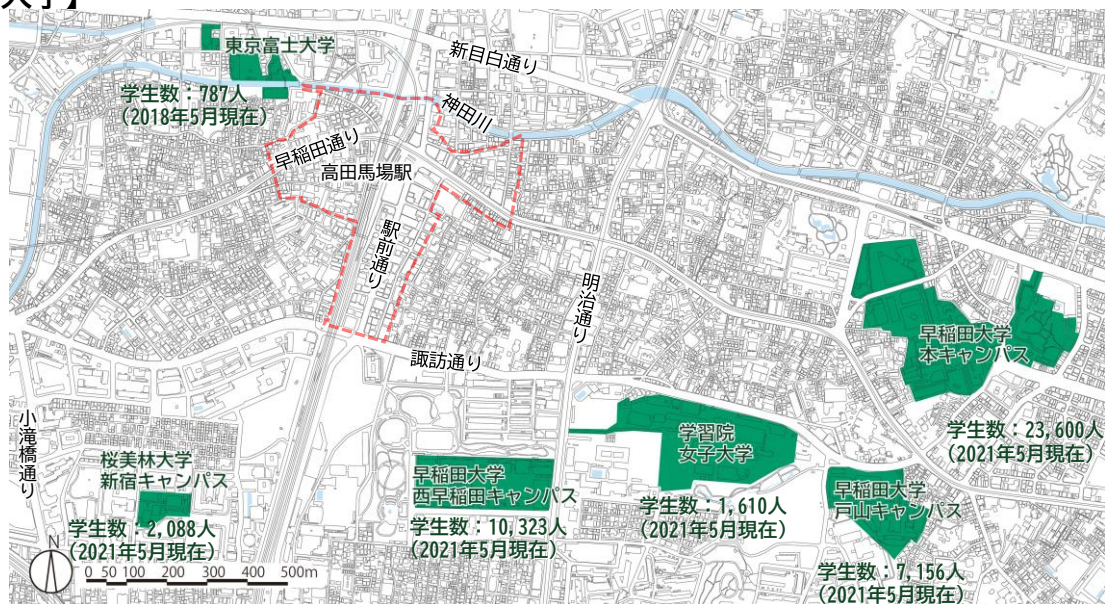 大学】
東京富士大学
学生数：787人
（2018年5月現在）
新目白通り
神田川
早稲田通り
高田馬場駅
駅前通り
明治通り
諏訪通り
小滝橋通り
早稲田大学
本キャンパス
学生数：23,600人
（2021年5月現在）
学習院
女子大学
学生数：1,610人
（2021年5月現在）
早稲田大学
西早稲田キャンパス
学生数：10,323人
（2021年5月現在）
早稲田大学
戸山キャンパス
学生数：7,156人
（2021年5月現在）
桜美林大学
新宿キャンパス
学生数：2,088人
（2021年5月現在）
N
0 50 100 200 300 400 500m